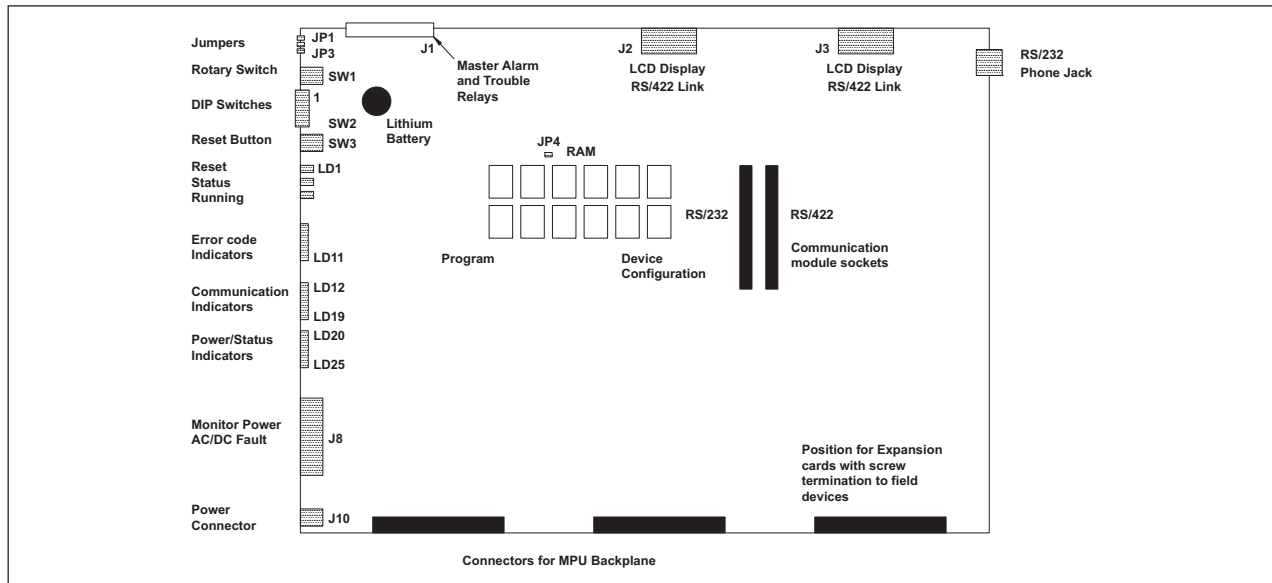 Jumpers
JP1
JP3
J1
J2
J3
RS/232
Phone Jack
Master Alarm
and Trouble
Relays
LCD Display
RS/422 Link
LCD Display
RS/422 Link
Rotary Switch
SW1
DIP Switches
1
SW2
Lithium
Battery
Reset Button
SW3
JP4
RAM
Reset
Status
Running
LD1
RS/232
RS/422
Error code
Indicators
LD11
Program
Device
Configuration
Communication
module sockets
Communication
Indicators
LD12
LD19
Power/Status
Indicators
LD20
LD25
Monitor Power
AC/DC Fault
J8
Position for Expansion
cards with screw
termination to field
devices
Power
Connector
J10
Connectors for MPU Backplane